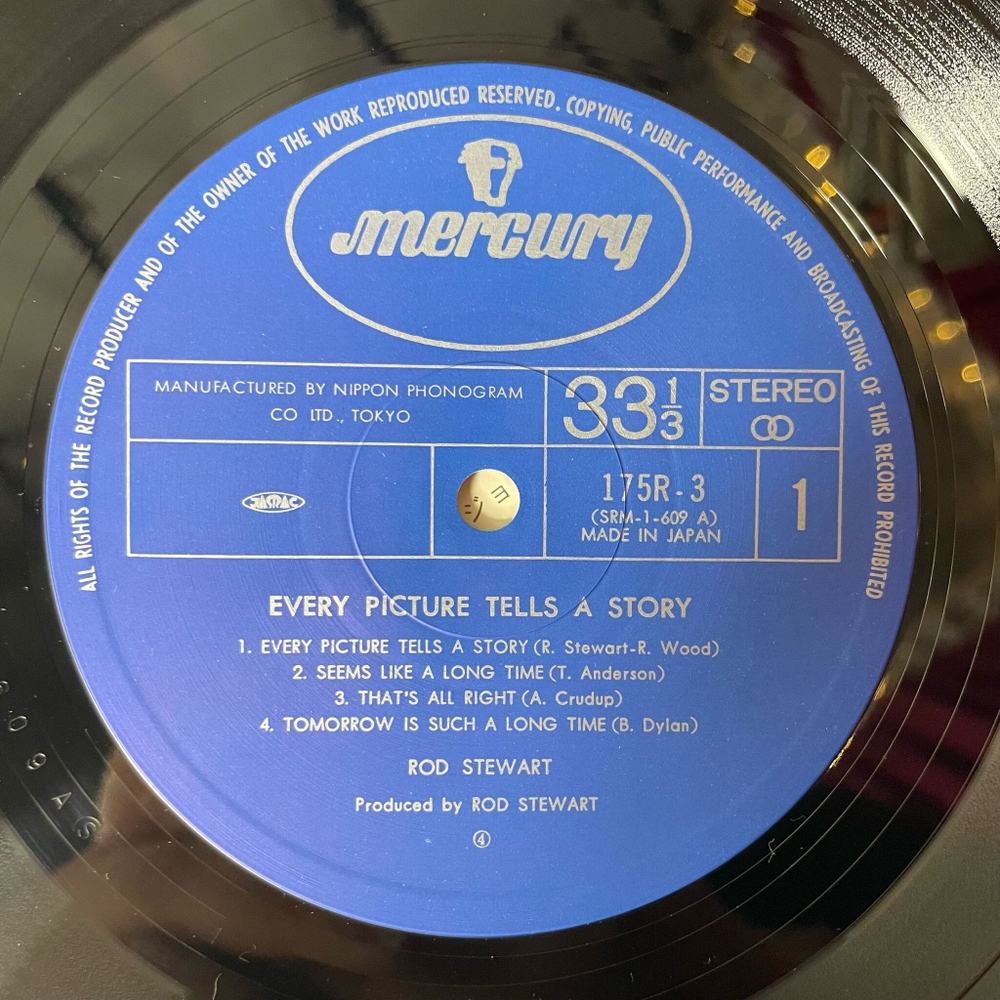 ALL RIGHTS OF THE RECORD PRODUCER AND OF THE OWNER OF THE WORK REPRODUCED RESERVED. COPYING, PUBLIC PERFORMANCE AND BROADCASTING OF THIS RECORD PROHIBITED
mercury
MANUFACTURED BY NIPPON PHONOGRAM
CO LTD., TOKYO
33 1/3
STEREO
JASRAC
175R-3
(SRM-1-609 A)
MADE IN JAPAN
1
EVERY PICTURE TELLS A STORY
1. EVERY PICTURE TELLS A STORY (R. Stewart-R. Wood)
2. SEEMS LIKE A LONG TIME (T. Anderson)
3. THAT'S ALL RIGHT (A. Crudup)
4. TOMORROW IS SUCH A LONG TIME (B. Dylan)
ROD STEWART
Produced by ROD STEWART
④